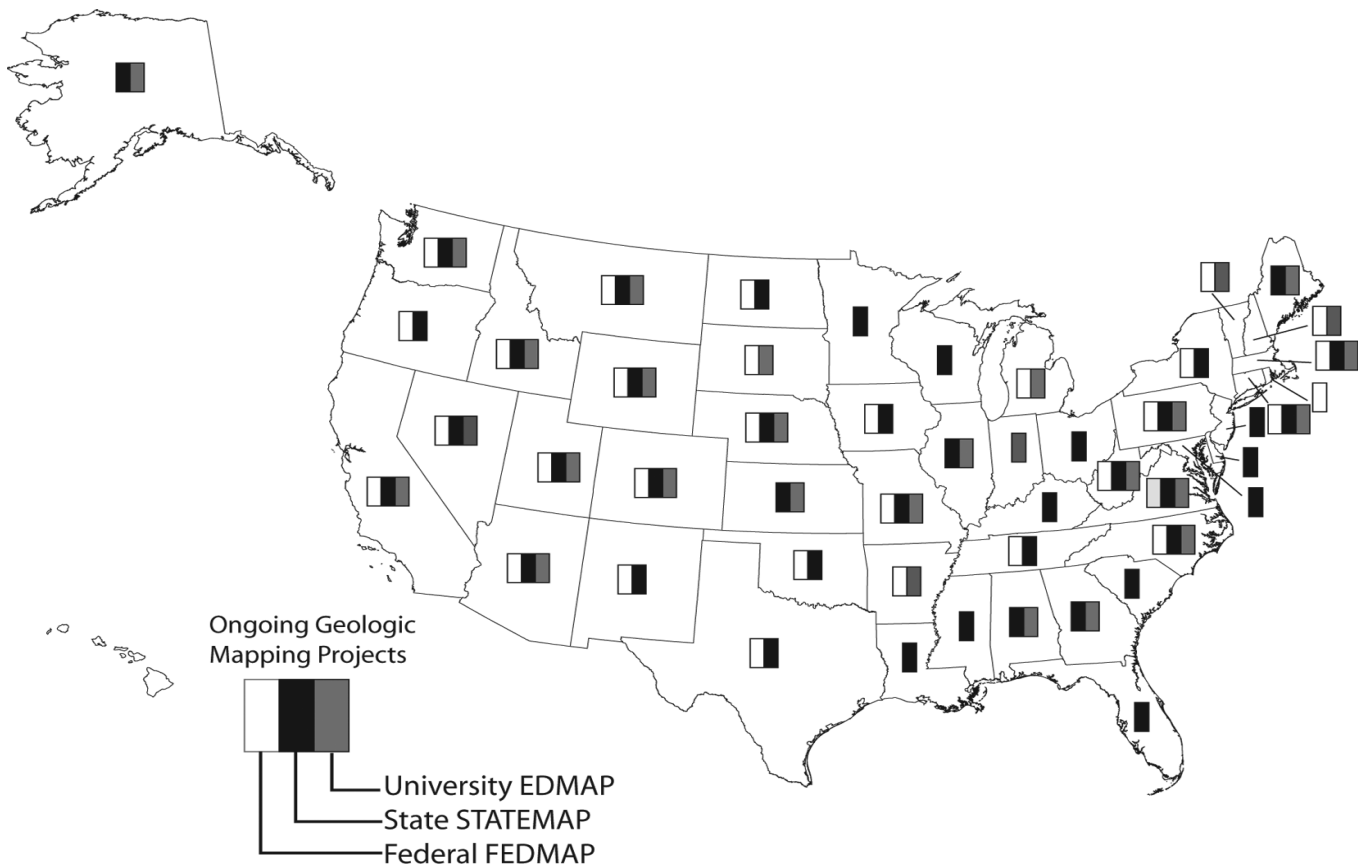 Ongoing Geologic
Mapping Projects
University EDMAP
State STATEMAP
Federal FEDMAP